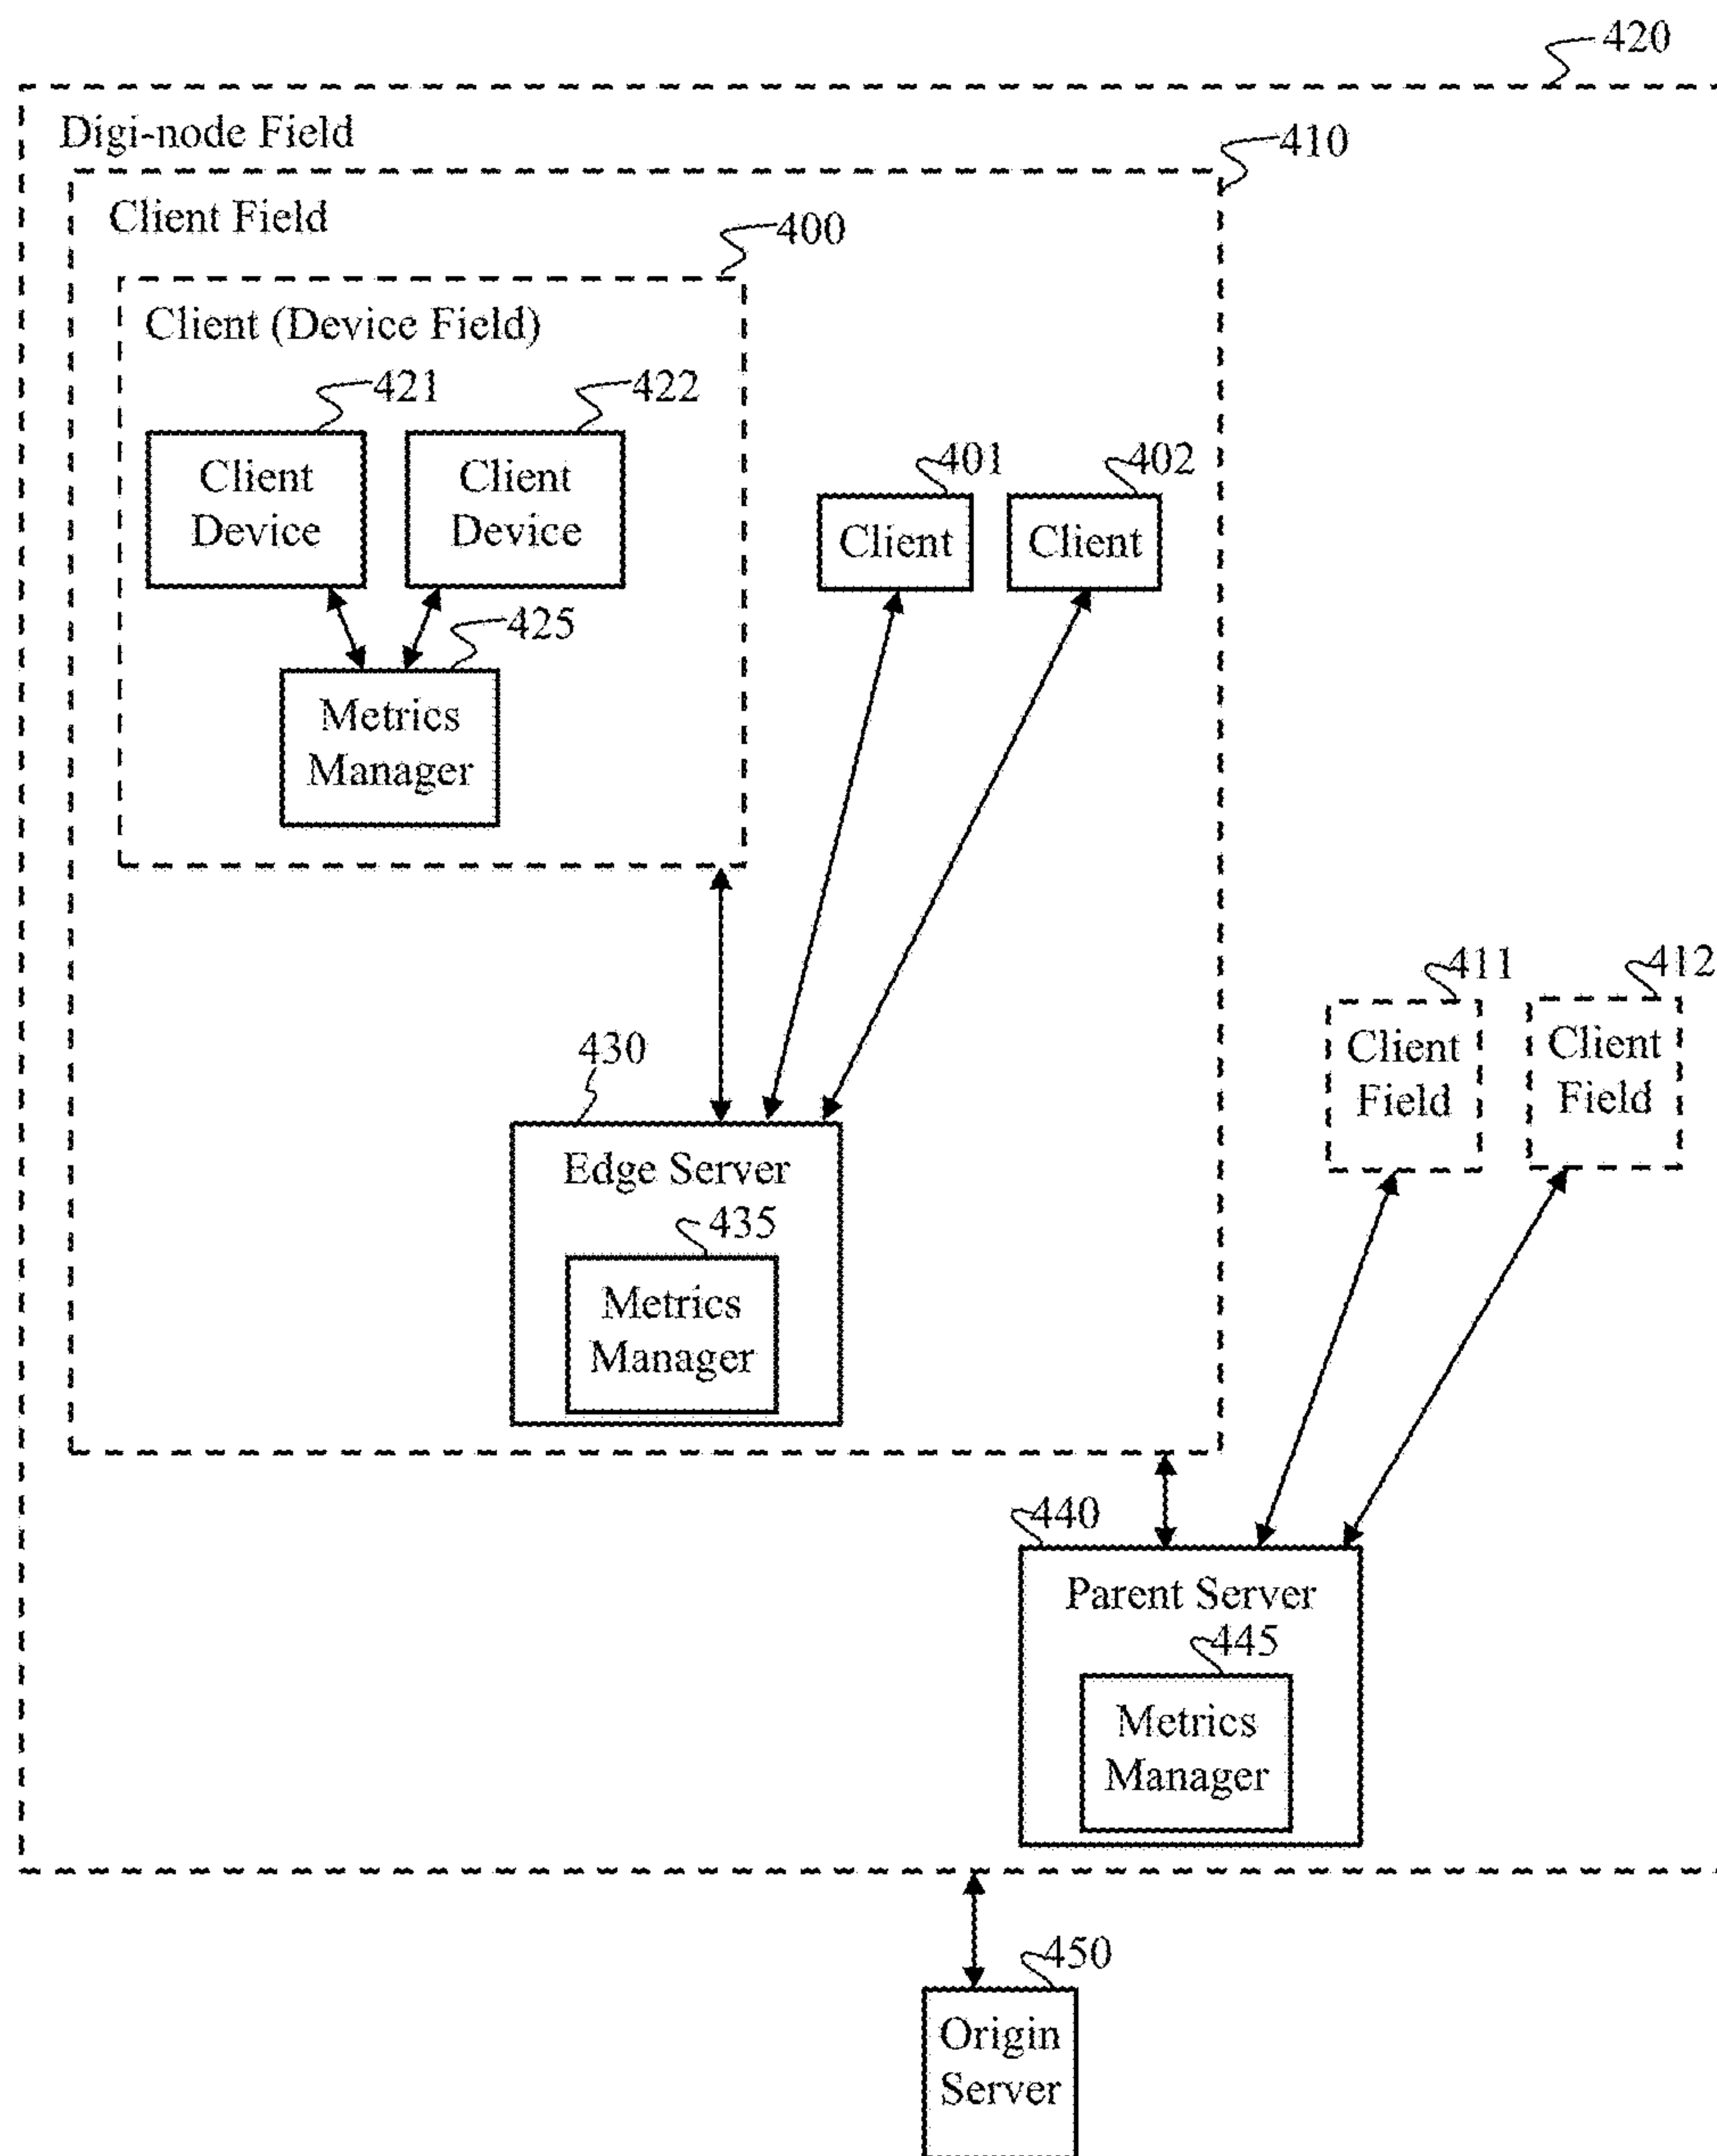 420
Digi-node Field
410
Client Field
400
Client (Device Field)
421
422
Client
Device
Client
Device
401
402
Client
Client
425
Metrics
Manager
411
412
Client
Field
Client
Field
430
Edge Server
435
Metrics
Manager
440
Parent Server
445
Metrics
Manager
450
Origin
Server